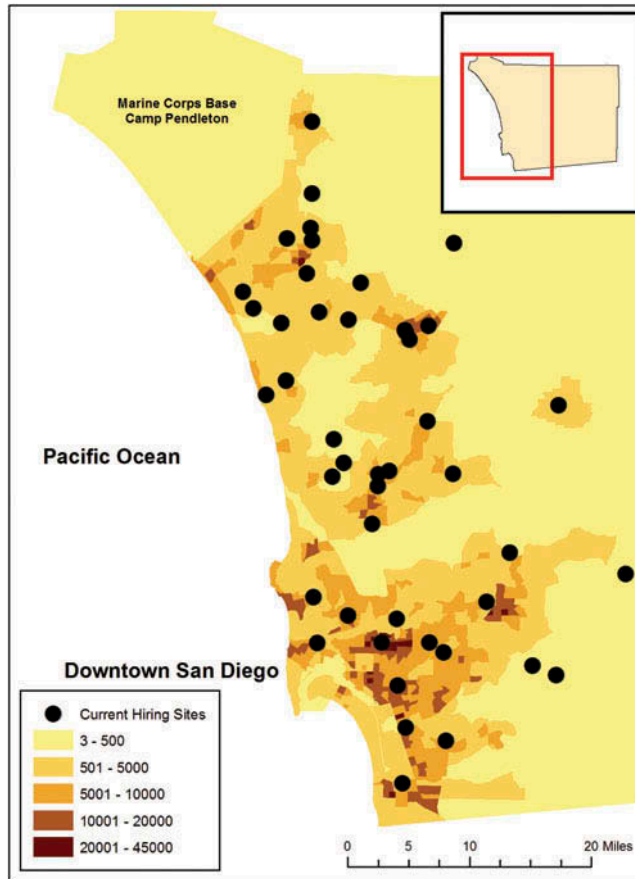 Marine Corps Base
Camp Pendleton
Pacific Ocean
Downtown San Diego
Current Hiring Sites
3 - 500
501 - 5000
5001 - 10000
10001 - 20000
20001 - 45000
0 5 10 20 Miles